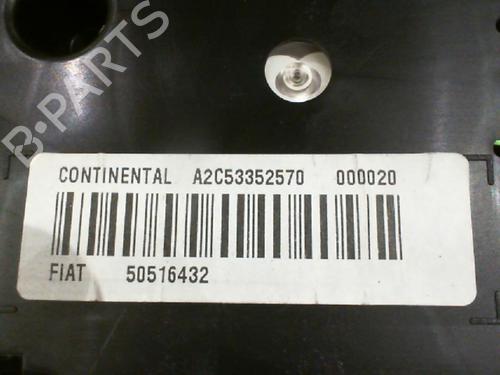 B-PARTS
CONTINENTAL A2C53352570 000020
FIAT 50516432